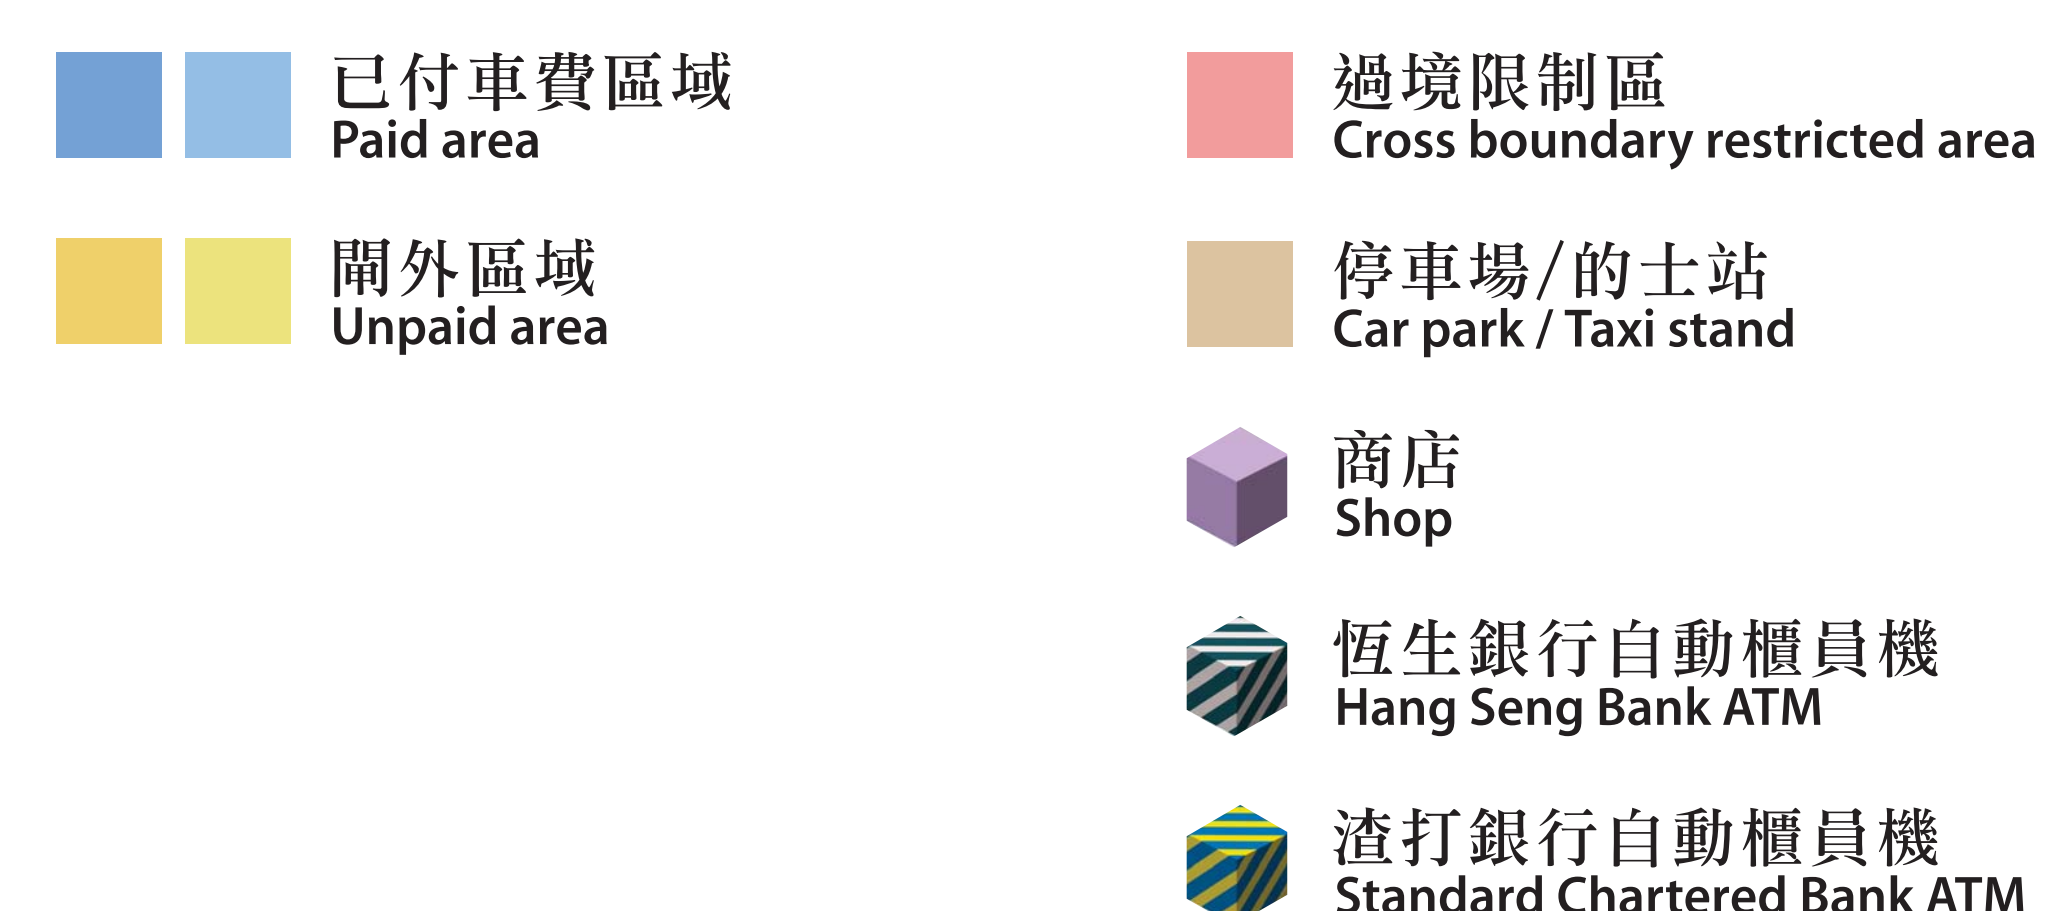 已付車費區域
Paid area
閘外區域
Unpaid area
過境限制區
Cross boundary restricted area
停車場/的士站
Car park / Taxi stand
商店
Shop
恆生銀行自動櫃員機
Hang Seng Bank ATM
渣打銀行自動櫃員機
Standard Chartered Bank ATM